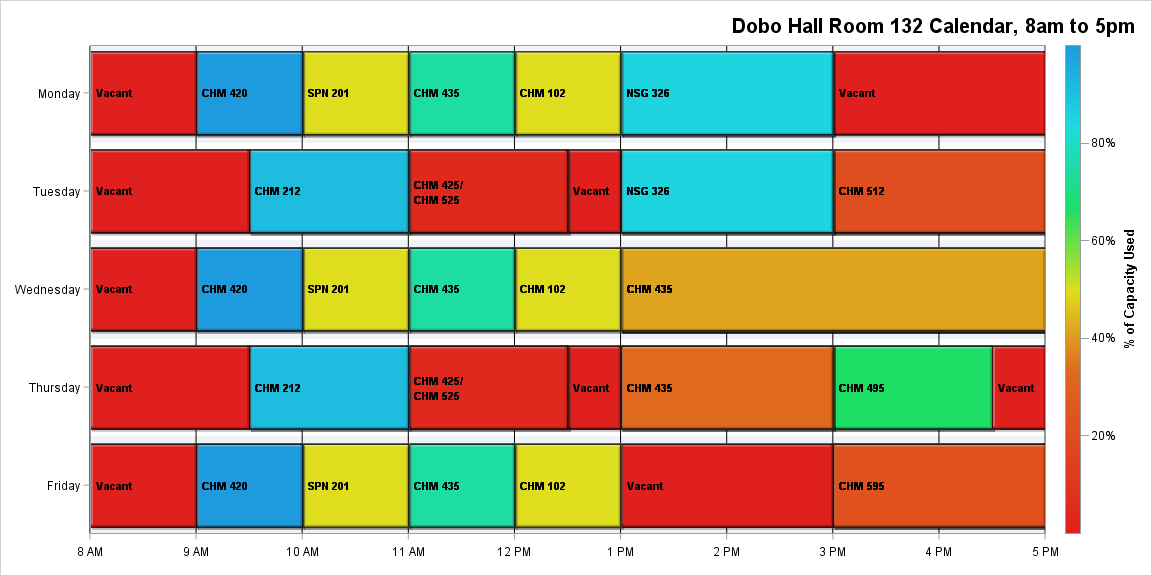 Dobo Hall Room 132 Calendar, 8am to 5pm
Monday
Vacant
CHM 420
SPN 201
CHM 435
CHM 102
NSG 326
Vacant
Tuesday
Vacant
CHM 212
CHM 425/
CHM 525
Vacant
NSG 326
CHM 512
Wednesday
Vacant
CHM 420
SPN 201
CHM 435
CHM 102
CHM 435
Thursday
Vacant
CHM 212
CHM 425/
CHM 525
Vacant
CHM 435
CHM 495
Vacant
Friday
Vacant
CHM 420
SPN 201
CHM 435
CHM 102
Vacant
CHM 595
8 AM
9 AM
10 AM
11 AM
12 PM
1 PM
2 PM
3 PM
4 PM
5 PM
80%
60%
40%
20%
% of Capacity Used